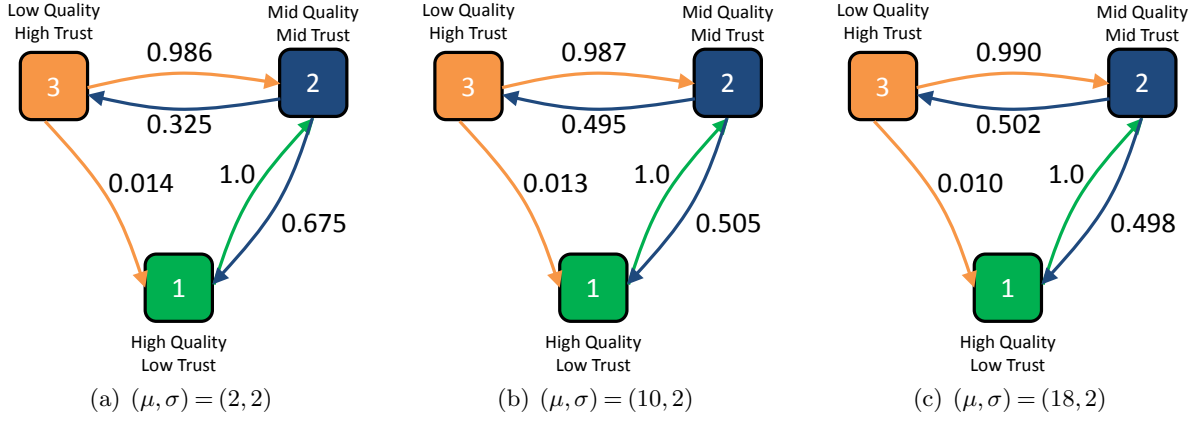 Low Quality
High Trust
Mid Quality
Mid Trust
0.986
3
2
0.325
0.014
1.0
0.675
1
High Quality
Low Trust
(a) (μ, σ) = (2, 2)
Low Quality
High Trust
Mid Quality
Mid Trust
0.987
3
2
0.495
0.013
1.0
0.505
1
High Quality
Low Trust
(b) (μ, σ) = (10, 2)
Low Quality
High Trust
Mid Quality
Mid Trust
0.990
3
2
0.502
0.010
1.0
0.498
1
High Quality
Low Trust
(c) (μ, σ) = (18, 2)